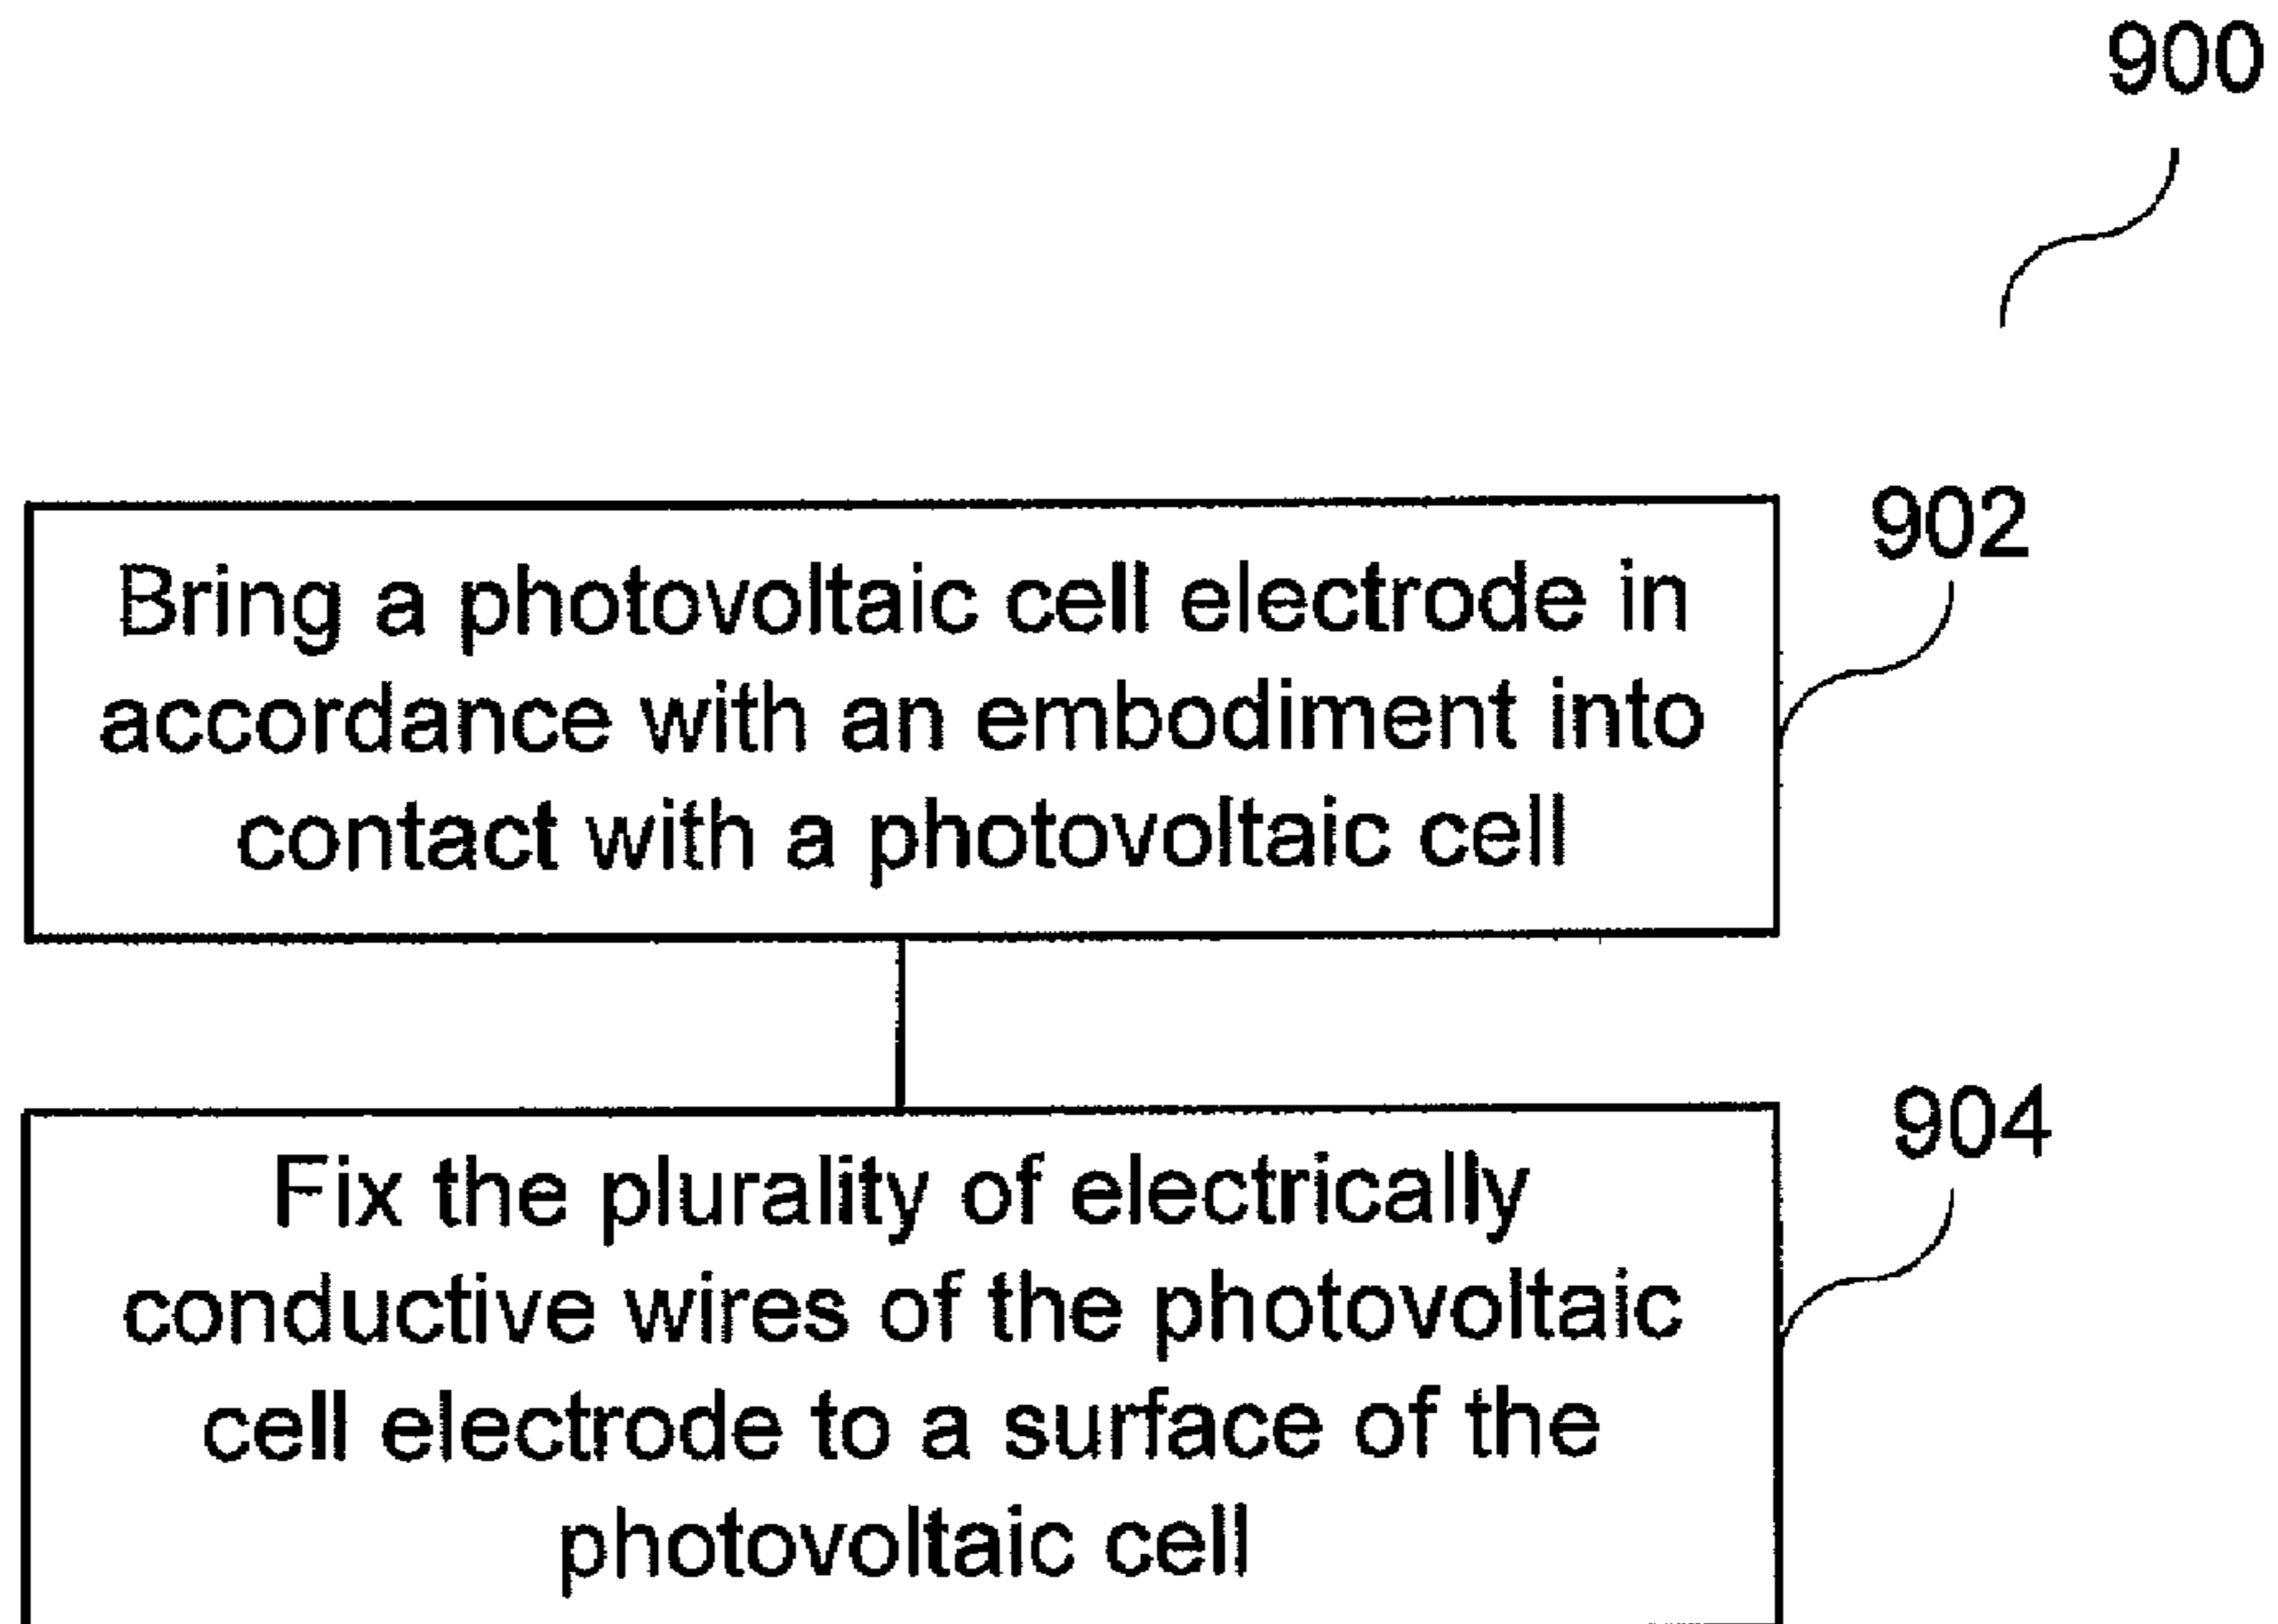 900
902
Bring a photovoltaic cell electrode in
accordance with an embodiment into
contact with a photovoltaic cell
904
Fix the plurality of electrically
conductive wires of the photovoltaic
cell electrode to a surface of the
photovoltaic cell